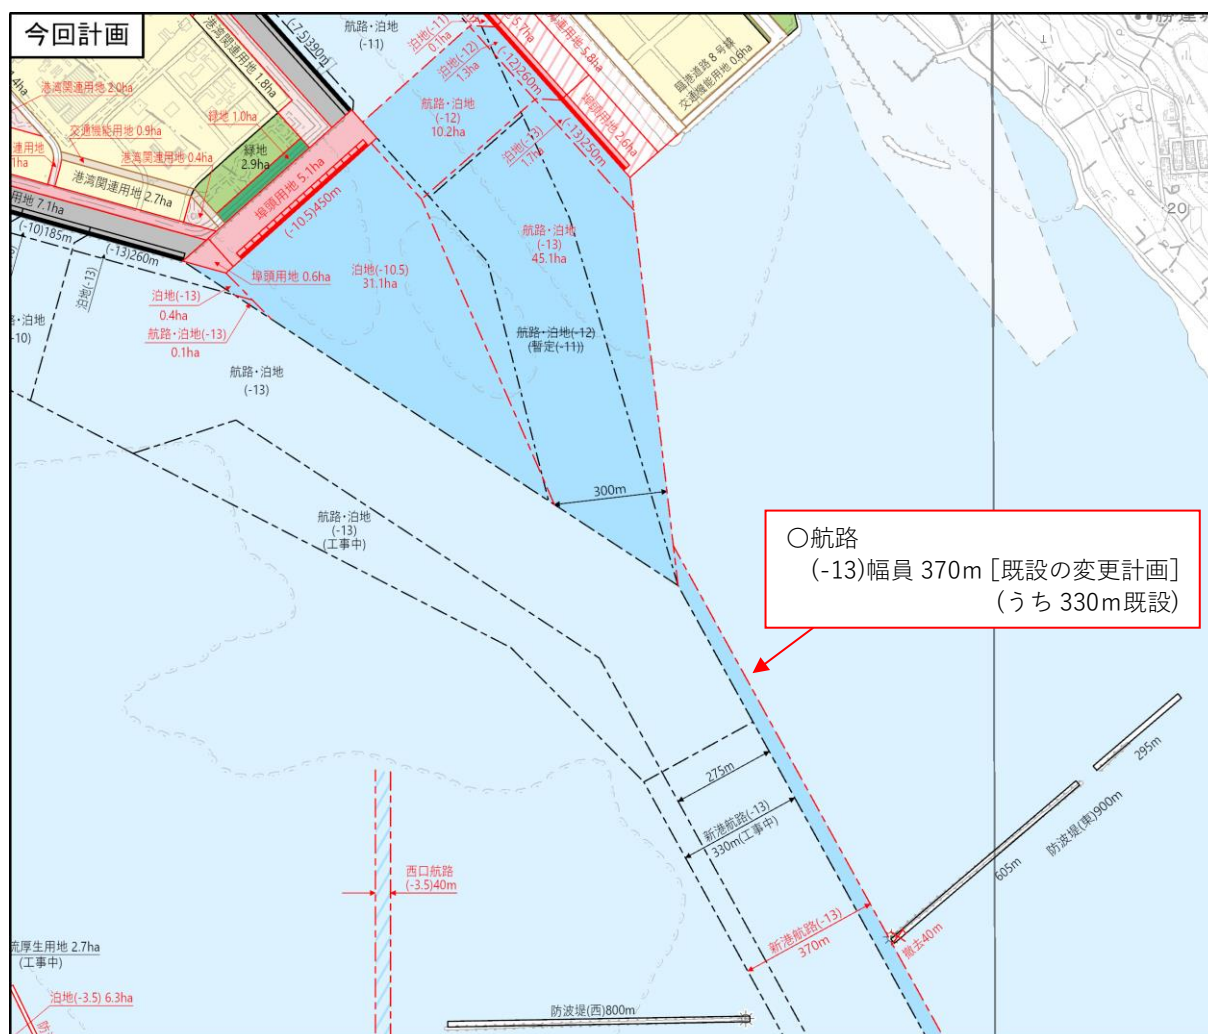 今回計画
(-7.5)390m
航路・泊地
(-11)
泊地(-11)
0.1ha
泊地(-12)
1.3ha
(-12)260m
埠頭用地 5.8ha
臨港道路8号線
交通機能用地 0.6ha
港湾関連用地 1.8ha
港湾関連用地 2.0ha
交通機能用地 0.9ha
緑地 1.0ha
港湾関連用地 0.4ha
緑地
2.9ha
港湾関連用地 2.7ha
用地 7.1ha
埠頭用地 5.1ha
(-10.5)450m
航路・泊地
(-12)
10.2ha
泊地(-13)
1.7ha
(-13)250m
埠頭用地 2.6ha
20
(-10)185m
(-13)260m
泊地(-13)
埠頭用地 0.6ha
泊地(-13)
0.4ha
航路・泊地(-13)
0.1ha
泊地(-10.5)
31.1ha
航路・泊地
(-13)
45.1ha
航路・泊地(-12)
(暫定(-11))
航路・泊地
(-13)
300m
航路・泊地
(-13)
(工事中)
〇航路
(-13)幅員 370m [既設の変更計画]
(うち 330m既設)
275m
新港航路(-13)
330m(工事中)
295m
防波堤(東)900m
605m
西口航路
(-3.5)40m
新港航路(-13)
370m
撤去40m
流厚生用地 2.7ha
(工事中)
泊地(-3.5) 6.3ha
防波堤(西)800m